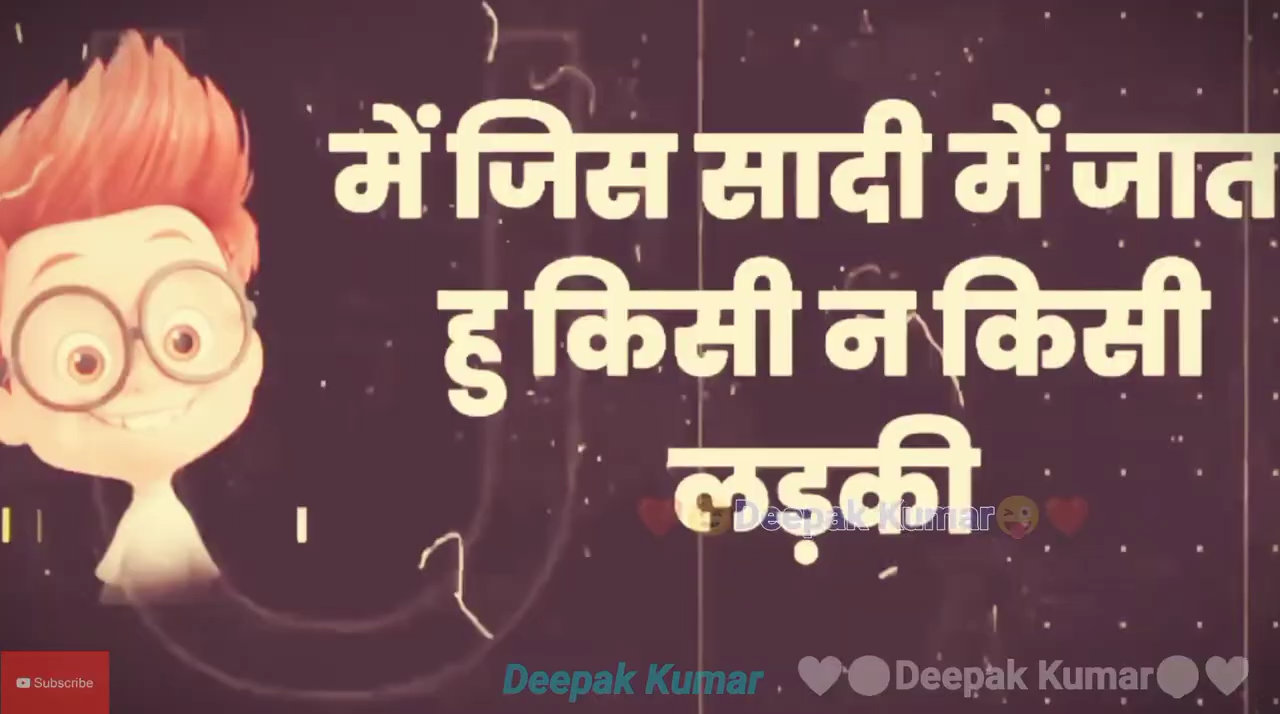 में जिस सादी में जात
हु किसी न किसी
लड़की
Deepak Kumar
Subscribe
Deepak Kumar
Deepak Kumar